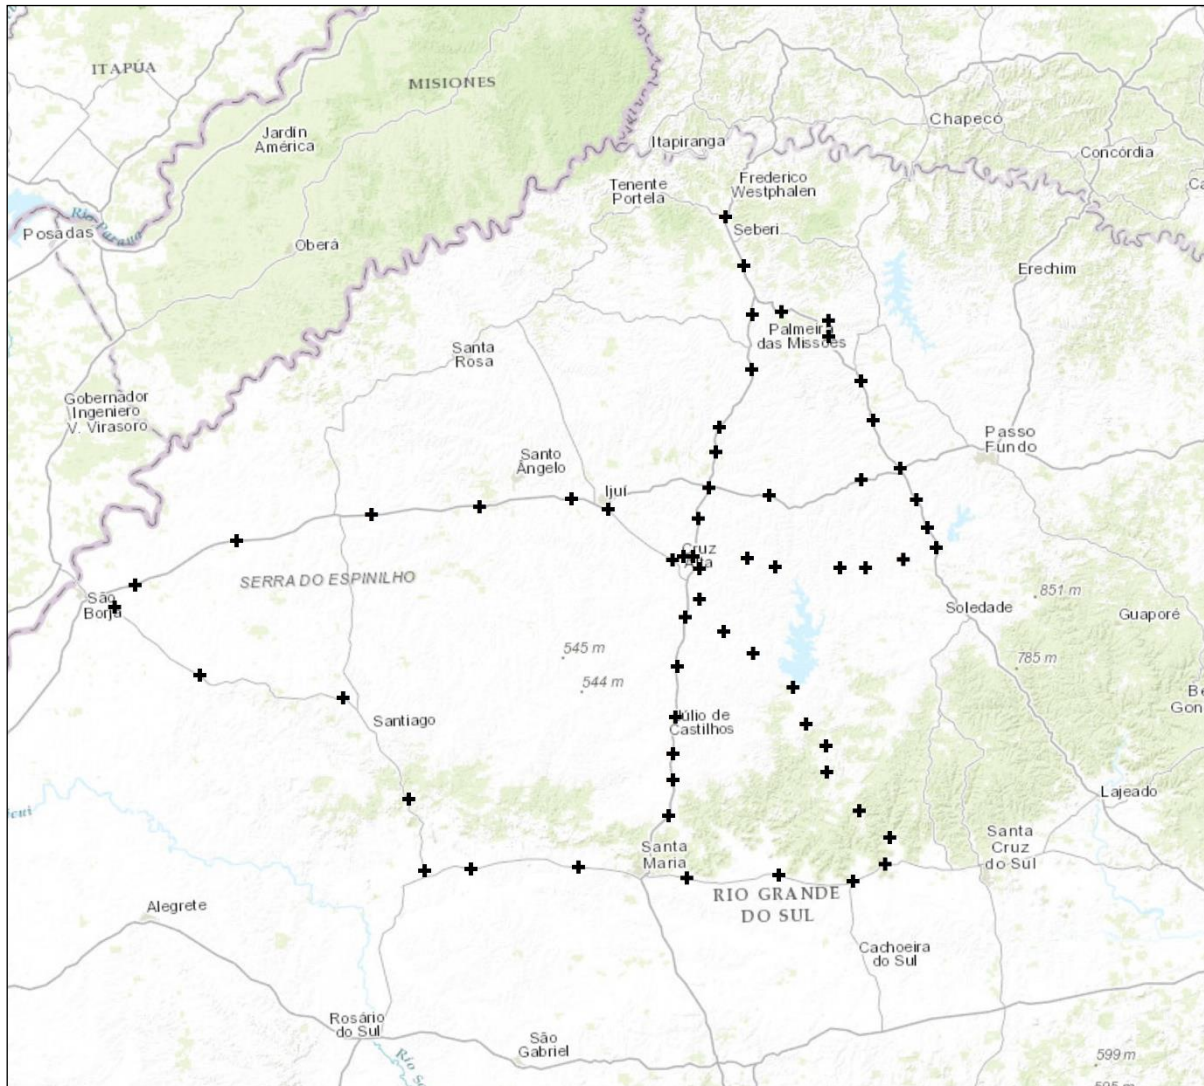 ITAPÚA
MISIONES
Jardín
América
Chapecó
Itapiranga
Concórdia
Tenente
Portela
Frederico
Westphalen
Río Paraná
Posadas
Oberá
Seberi
Erechim
Palmeira
das Missões
Santa
Rosa
Gobernador
Ingeniero
V. Virasoro
Passo
Fundo
Santo
Ângelo
Ijuí
Cruz
Alta
SERRA DO ESPINILHO
São
Borja
851 m
Soledade
Guaporé
545 m
785 m
544 m
Santiago
Júlio de
Castilhos
Lajeado
Santa
Maria
Santa
Cruz
do Sul
RIO GRANDE
DO SUL
Alegrete
Cachoeira
do Sul
Rosário
do Sul
São
Gabriel
599 m